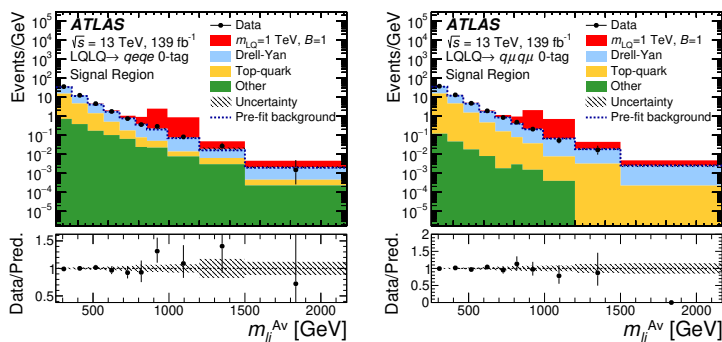 ATLAS
√s = 13 TeV, 139 fb⁻¹
LQLQ→ qeqe 0-tag
Signal Region
Data
m_LQ=1 TeV, B=1
Drell-Yan
Top-quark
Other
Uncertainty
Pre-fit background
Events/GeV
10⁵
10⁴
10³
10²
10
1
10⁻¹
10⁻²
10⁻³
10⁻⁴
10⁻⁵
Data/Pred.
1.5
1
0.5
500 1000 1500 2000
m_lj^Av [GeV]
ATLAS
√s = 13 TeV, 139 fb⁻¹
LQLQ→ qμqμ 0-tag
Signal Region
Data
m_LQ=1 TeV, B=1
Drell-Yan
Top-quark
Other
Uncertainty
Pre-fit background
Events/GeV
10⁵
10⁴
10³
10²
10
1
10⁻¹
10⁻²
10⁻³
10⁻⁴
10⁻⁵
Data/Pred.
2
1.5
1
0.5
0
500 1000 1500 2000
m_lj^Av [GeV]